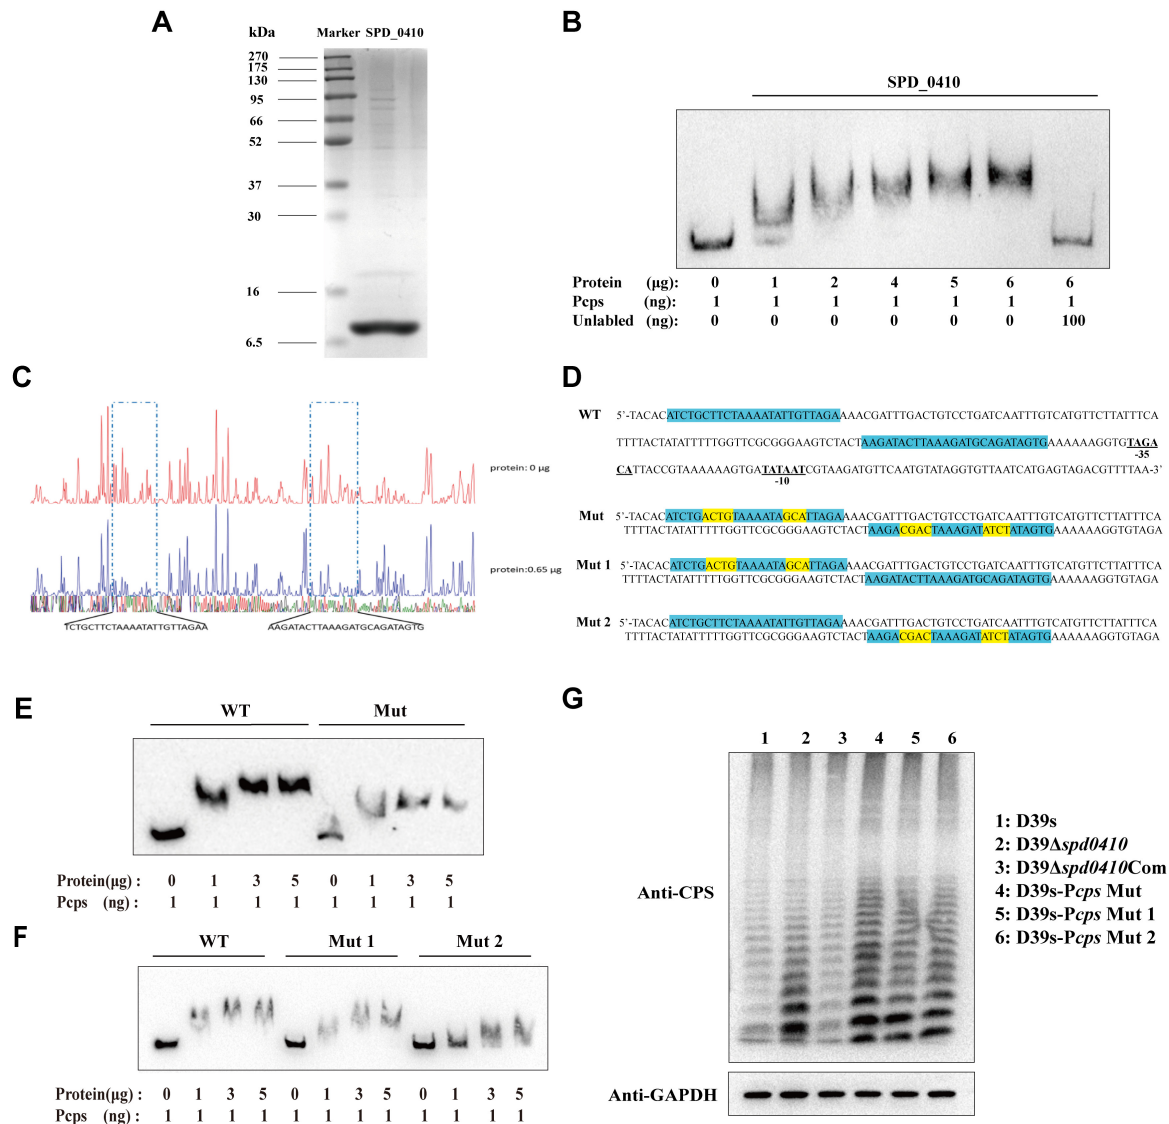 A
kDa Marker SPD_0410
270
175
130
95
66
52
37
30
16
6.5
B
SPD_0410
Protein (μg): 0 1 2 4 5 6 6
Pcps (ng): 1 1 1 1 1 1 1
Unlabled (ng): 0 0 0 0 0 0 100
C
protein: 0 μg
protein:0.65 μg
TCTGCTTCTAAAATATTGTTAGAA AAGATACTTAAAGATGCAGATAGTG
D
WT 5'-TACACATCTGCTTCTAAAATATTGTTAGAAAACGATTTGACTGTCCTGATCAATTTGTCATGTTCTTATTTCA
TTTTACTATATTTTTGGTTCGCGGGAAGTCTACTAAGATACTTAAAGATGCAGATAGTGAAAAAAGGTGTAGA
-35
CATTACCGTAAAAAAGTGATATAATCGTAAGATGTTCAATGTATAGGTGTTAATCATGAGTAGACGTTTTAA-3'
-10
Mut 5'-TACACATCTGACTGTAAAATAGCATTAGAAAACGATTTGACTGTCCTGATCAATTTGTCATGTTCTTATTTCA
TTTTACTATATTTTTGGTTCGCGGGAAGTCTACTAAGACGACTAAAGATATCTATAGTGAAAAAAGGTGTAGA
Mut 1 5'-TACACATCTGACTGTAAAATAGCATTAGAAAACGATTTGACTGTCCTGATCAATTTGTCATGTTCTTATTTCA
TTTTACTATATTTTTGGTTCGCGGGAAGTCTACTAAGATACTTAAAGATGCAGATAGTGAAAAAAGGTGTAGA
Mut 2 5'-TACACATCTGCTTCTAAAATATTGTTAGAAAACGATTTGACTGTCCTGATCAATTTGTCATGTTCTTATTTCA
TTTTACTATATTTTTGGTTCGCGGGAAGTCTACTAAGACGACTAAAGATATCTATAGTGAAAAAAGGTGTAGA
E
WT Mut
Protein(μg) : 0 1 3 5 0 1 3 5
Pcps (ng) : 1 1 1 1 1 1 1 1
F
WT Mut 1 Mut 2
Protein(μg) : 0 1 3 5 0 1 3 5 0 1 3 5
Pcps (ng) : 1 1 1 1 1 1 1 1 1 1 1 1
G
1 2 3 4 5 6
Anti-CPS
Anti-GAPDH
1: D39s
2: D39Δspd0410
3: D39Δspd0410Com
4: D39s-Pcps Mut
5: D39s-Pcps Mut 1
6: D39s-Pcps Mut 2